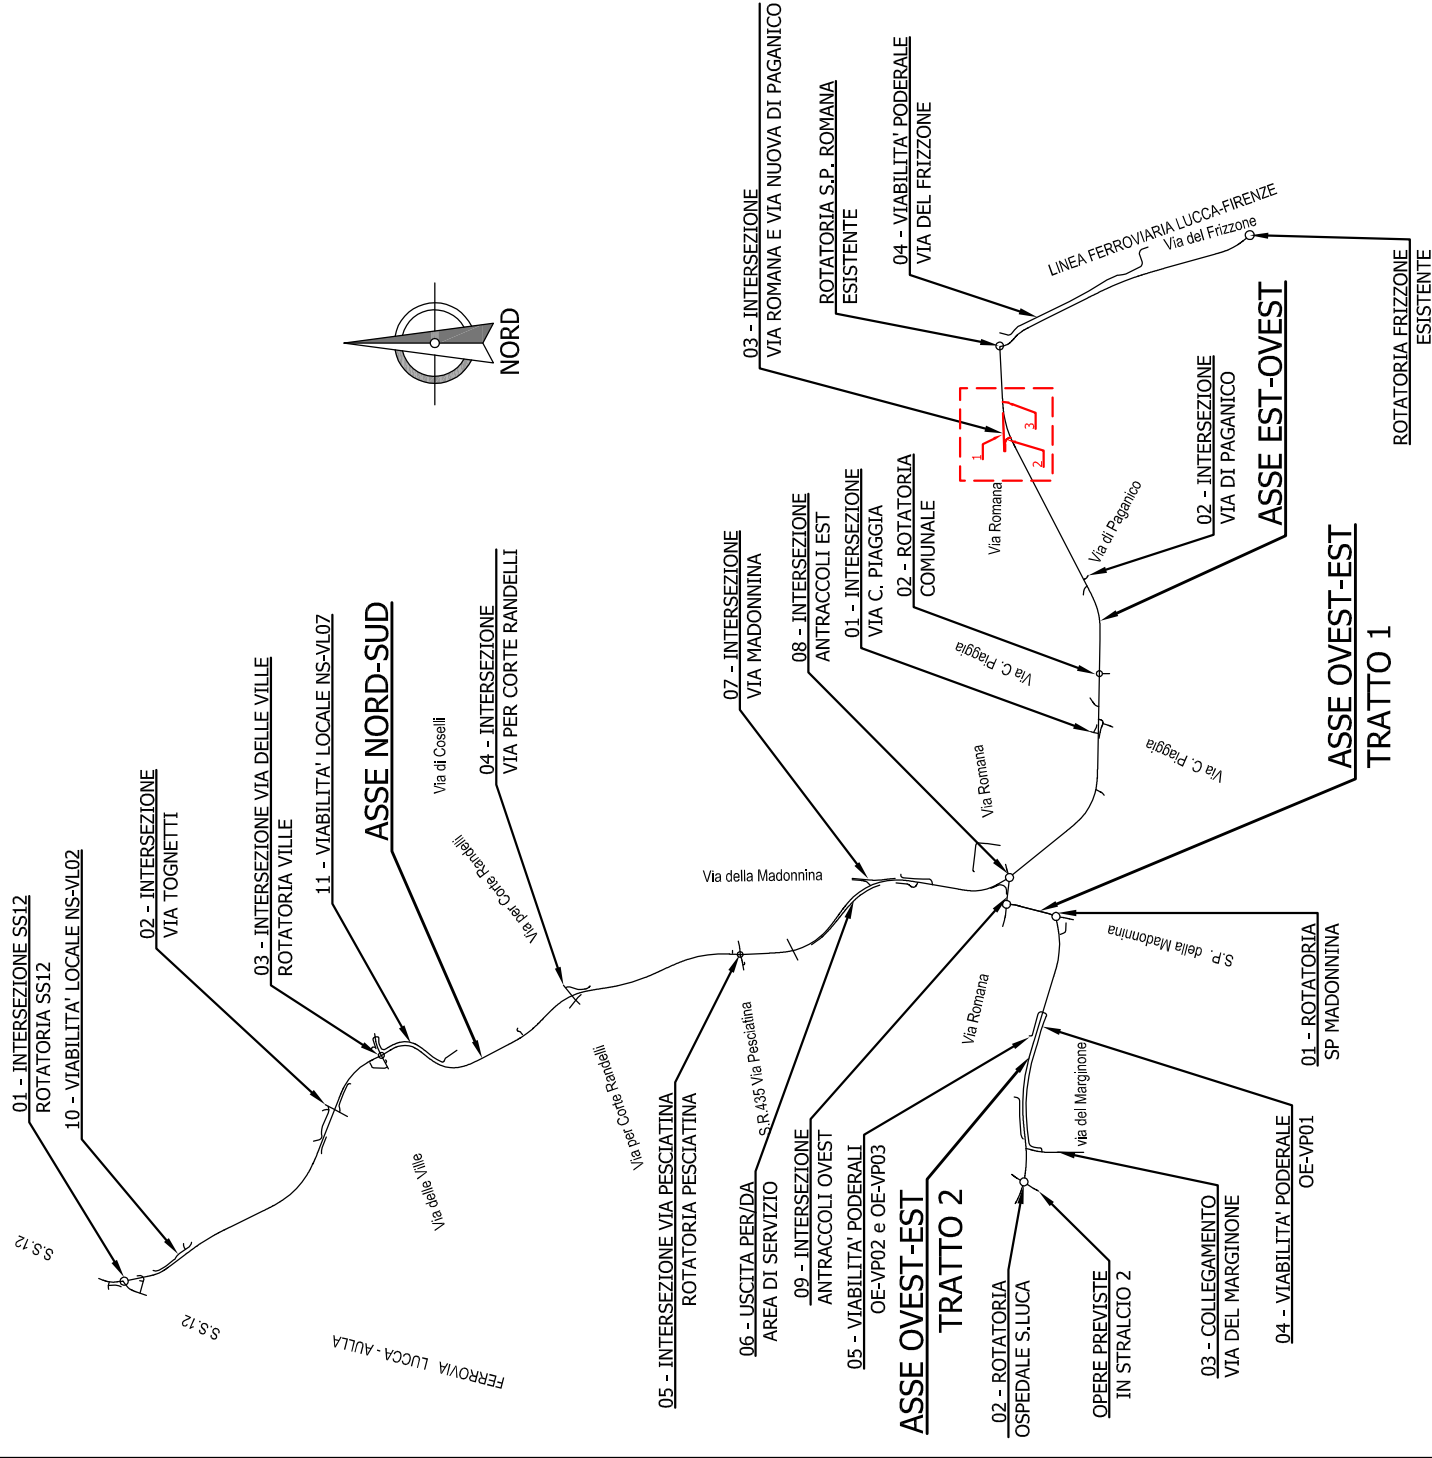 01 - INTERSEZIONE SS12
ROTATORIA SS12
10 - VIABILITA' LOCALE NS-VL02
02 - INTERSEZIONE
VIA TOGNETTI
03 - INTERSEZIONE VIA DELLE VILLE
ROTATORIA VILLE
11 - VIABILITA' LOCALE NS-VL07
ASSE NORD-SUD
Via di Coselli
04 - INTERSEZIONE
VIA PER CORTE RANDELLI
Via per Corte Randelli
NORD
S.S.12
S.S.12
FERROVIA LUCCA - AULLA
Via delle Ville
Via per Corte Randelli
05 - INTERSEZIONE VIA PESCIATINA
ROTATORIA PESCIATINA
S.R.435 Via Pesciatina
06 - USCITA PER/DA
AREA DI SERVIZIO
07 - INTERSEZIONE
VIA MADONNINA
Via della Madonnina
08 - INTERSEZIONE
ANTRACCOLI EST
09 - INTERSEZIONE
ANTRACCOLI OVEST
01 - INTERSEZIONE
VIA C. PIAGGIA
02 - ROTATORIA
COMUNALE
03 - INTERSEZIONE
VIA ROMANA E VIA NUOVA DI PAGANICO
ROTATORIA S.P. ROMANA
ESISTENTE
04 - VIABILITA' PODERALE
VIA DEL FRIZZONE
LINEA FERROVIARIA LUCCA-FIRENZE
Via del Frizzone
ROTATORIA FRIZZONE
ESISTENTE
1
2
3
Via Romana
Via di Paganico
02 - INTERSEZIONE
VIA DI PAGANICO
ASSE EST-OVEST
Via C. Piaggia
Via C. Piaggia
Via Romana
ASSE OVEST-EST
TRATTO 1
S.P. della Madonnina
01 - ROTATORIA
SP MADONNINA
Via Romana
05 - VIABILITA' PODERALI
OE-VP02 e OE-VP03
ASSE OVEST-EST
TRATTO 2
via del Marginone
02 - ROTATORIA
OSPEDALE S.LUCA
OPERE PREVISTE
IN STRALCIO 2
03 - COLLEGAMENTO
VIA DEL MARGINONE
04 - VIABILITA' PODERALE
OE-VP01